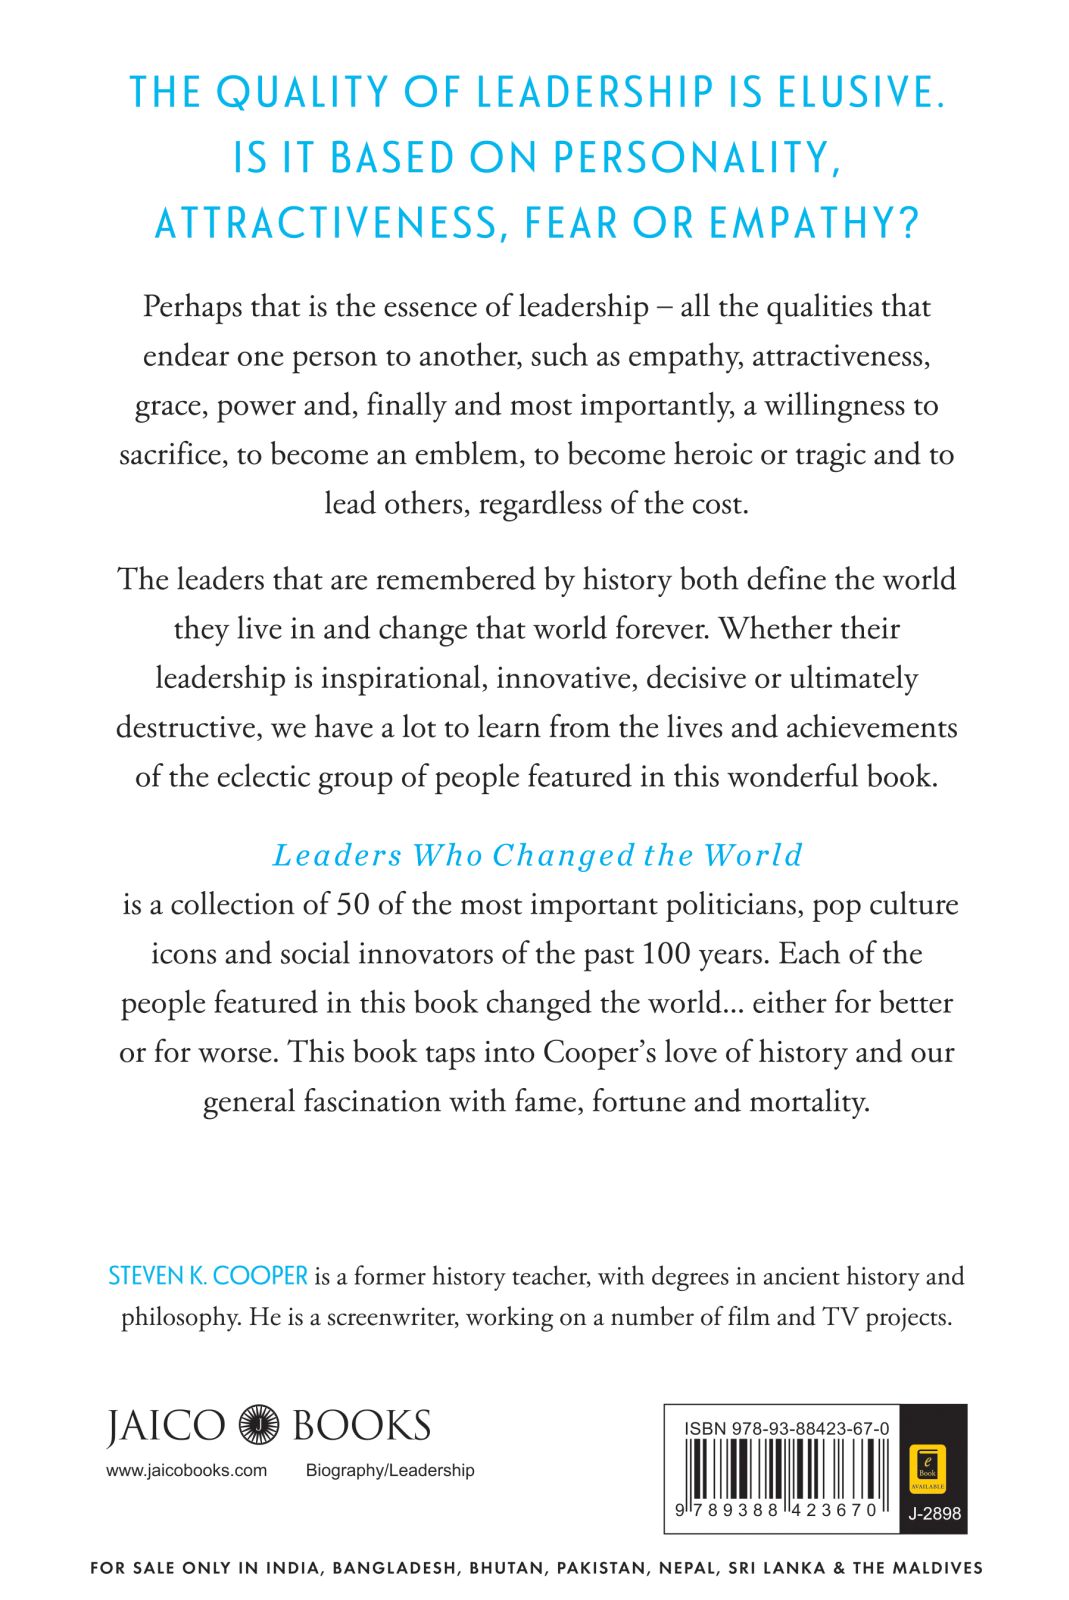 THE QUALITY OF LEADERSHIP IS ELUSIVE.
IS IT BASED ON PERSONALITY,
ATTRACTIVENESS, FEAR OR EMPATHY?
Perhaps that is the essence of leadership – all the qualities that
endear one person to another, such as empathy, attractiveness,
grace, power and, finally and most importantly, a willingness to
sacrifice, to become an emblem, to become heroic or tragic and to
lead others, regardless of the cost.
The leaders that are remembered by history both define the world
they live in and change that world forever. Whether their
leadership is inspirational, innovative, decisive or ultimately
destructive, we have a lot to learn from the lives and achievements
of the eclectic group of people featured in this wonderful book.
Leaders Who Changed the World
is a collection of 50 of the most important politicians, pop culture
icons and social innovators of the past 100 years. Each of the
people featured in this book changed the world... either for better
or for worse. This book taps into Cooper’s love of history and our
general fascination with fame, fortune and mortality.
STEVEN K. COOPER is a former history teacher, with degrees in ancient history and
philosophy. He is a screenwriter, working on a number of film and TV projects.
JAICO J BOOKS
www.jaicobooks.com Biography/Leadership
ISBN 978-93-88423-67-0
9 789388 423670
e
Book
AVAILABLE
J-2898
FOR SALE ONLY IN INDIA, BANGLADESH, BHUTAN, PAKISTAN, NEPAL, SRI LANKA & THE MALDIVES